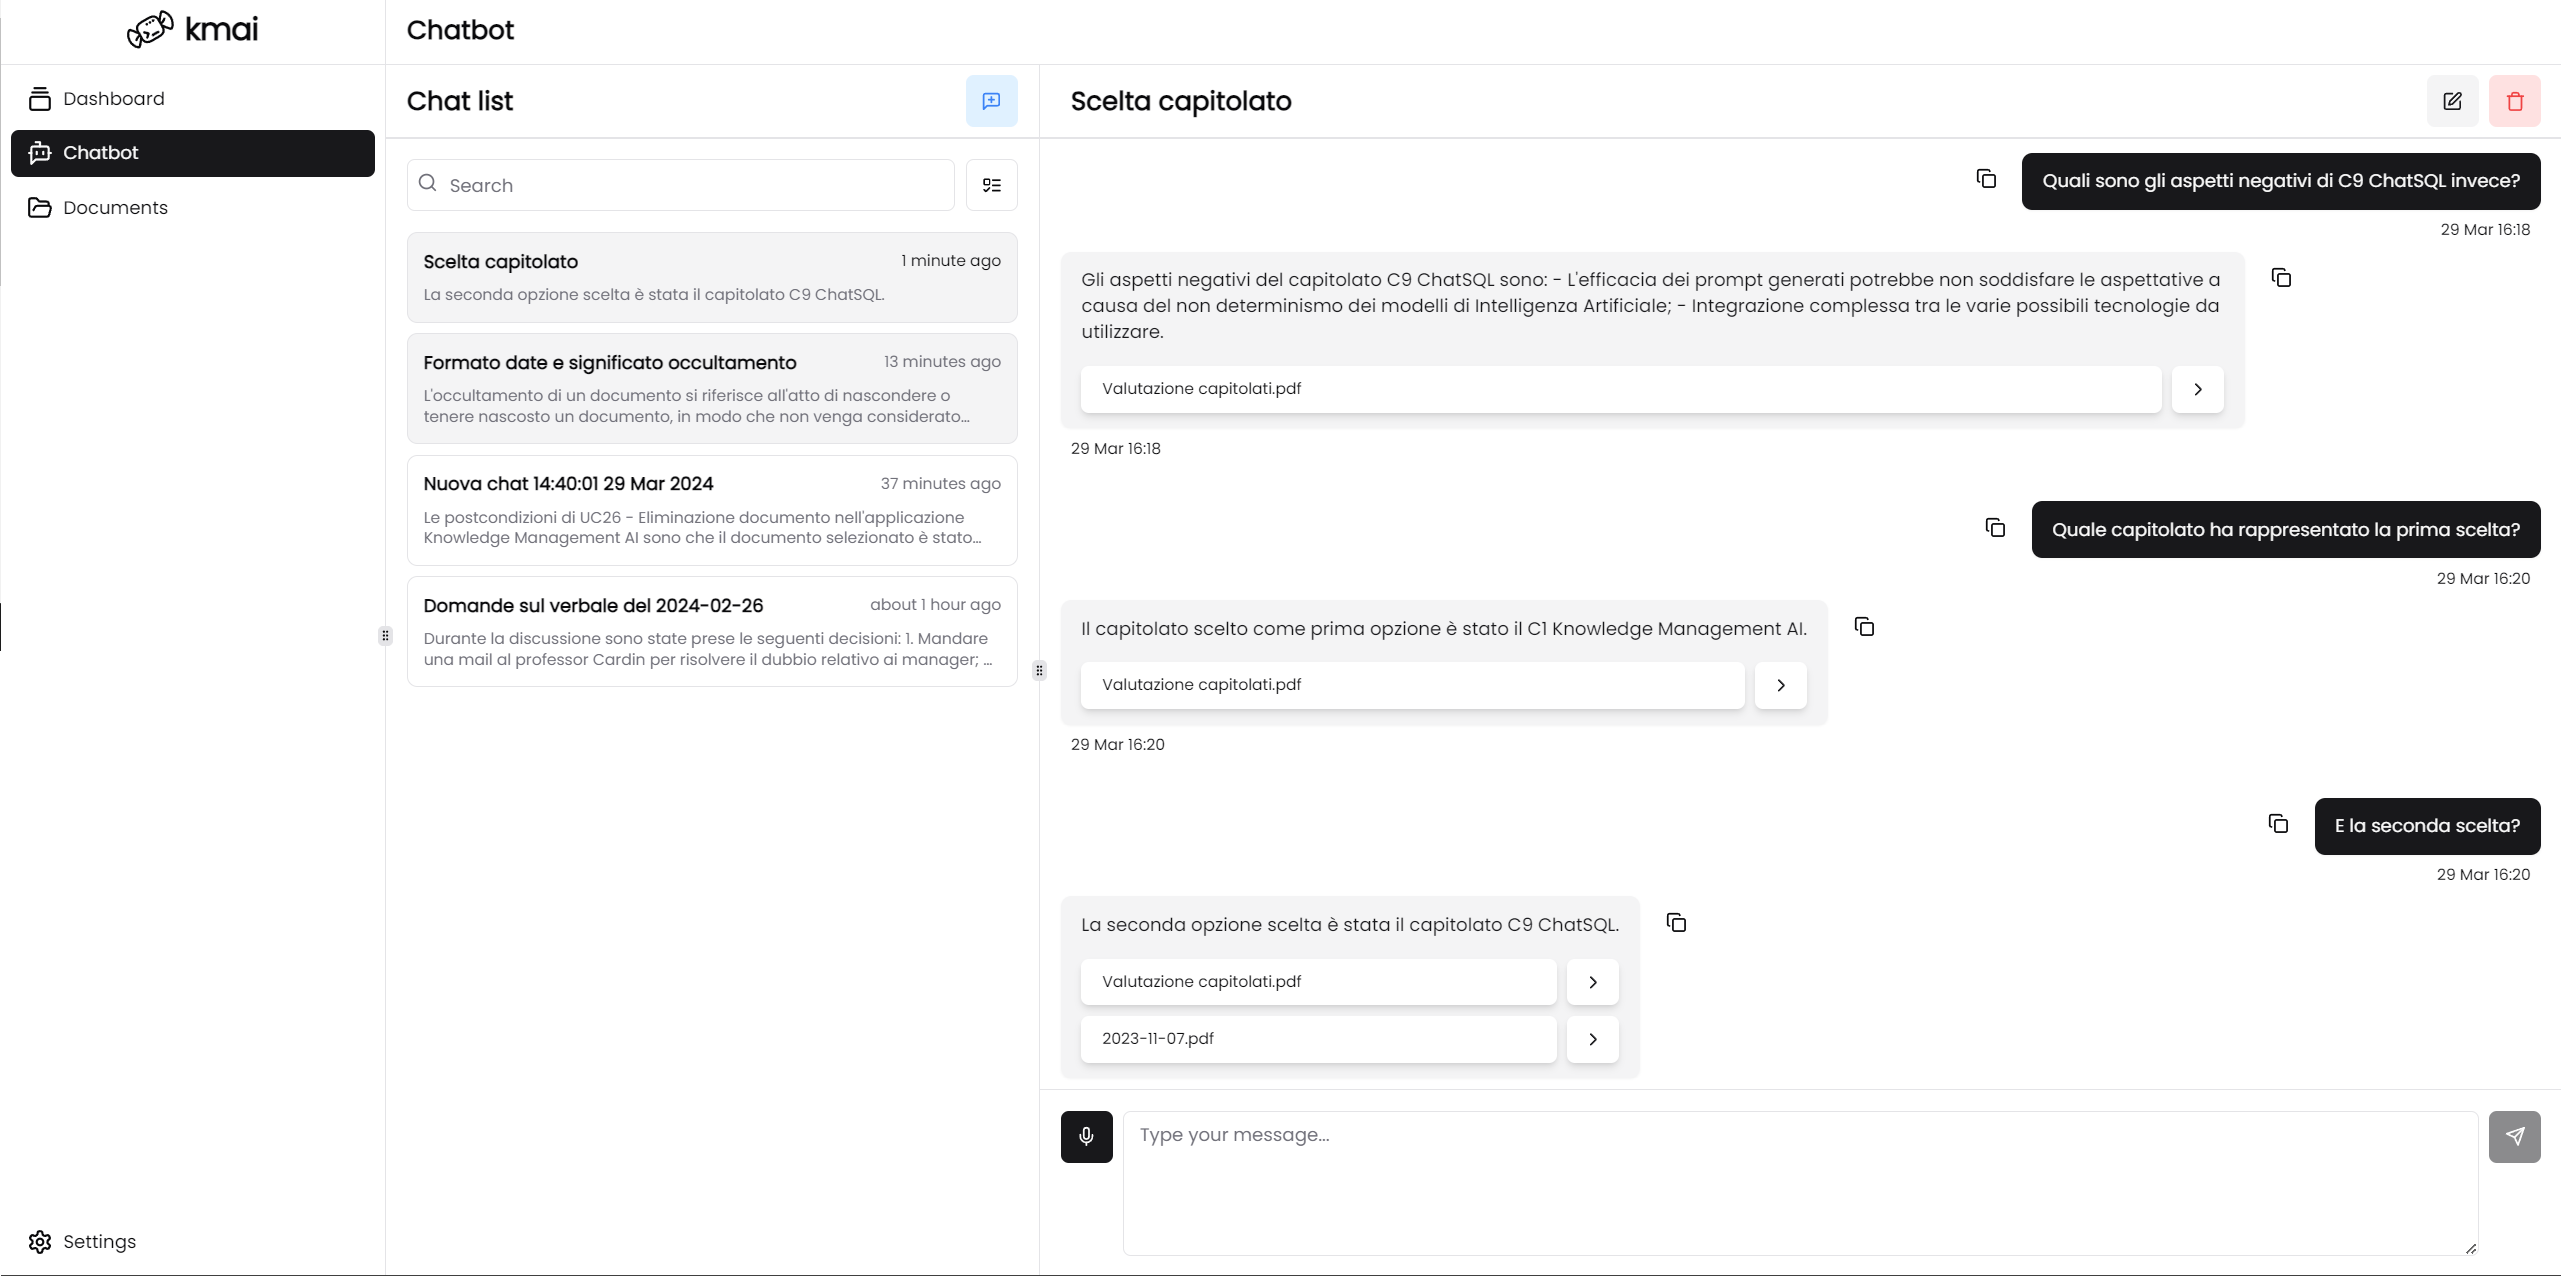 kmai
Dashboard
Chatbot
Documents
Settings
Chatbot
Chat list
Search
Scelta capitolato
1 minute ago
La seconda opzione scelta è stata il capitolato C9 ChatSQL.
Formato date e significato occultamento
13 minutes ago
L'occultamento di un documento si riferisce all'atto di nascondere o
tenere nascosto un documento, in modo che non venga considerato...
Nuova chat 14:40:01 29 Mar 2024
37 minutes ago
Le postcondizioni di UC26 - Eliminazione documento nell'applicazione
Knowledge Management AI sono che il documento selezionato è stato...
Domande sul verbale del 2024-02-26
about 1 hour ago
Durante la discussione sono state prese le seguenti decisioni: 1. Mandare
una mail al professor Cardin per risolvere il dubbio relativo ai manager; ...
Scelta capitolato
Quali sono gli aspetti negativi di C9 ChatSQL invece?
29 Mar 16:18
Gli aspetti negativi del capitolato C9 ChatSQL sono: - L'efficacia dei prompt generati potrebbe non soddisfare le aspettative a
causa del non determinismo dei modelli di Intelligenza Artificiale; - Integrazione complessa tra le varie possibili tecnologie da
utilizzare.
Valutazione capitolati.pdf
29 Mar 16:18
Quale capitolato ha rappresentato la prima scelta?
29 Mar 16:20
Il capitolato scelto come prima opzione è stato il C1 Knowledge Management AI.
Valutazione capitolati.pdf
29 Mar 16:20
E la seconda scelta?
29 Mar 16:20
La seconda opzione scelta è stata il capitolato C9 ChatSQL.
Valutazione capitolati.pdf
2023-11-07.pdf
Type your message...